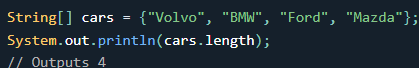 String[] cars = {"Volvo", "BMW", "Ford", "Mazda"};
System.out.println(cars.length);
// Outputs 4